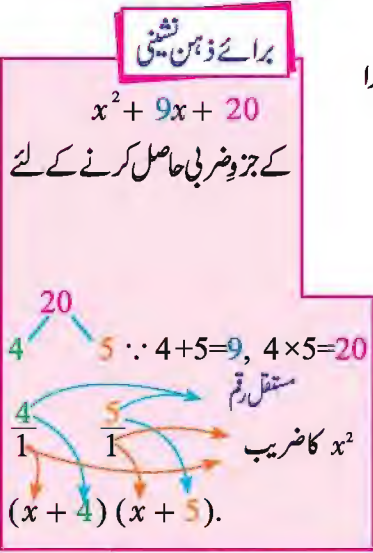 برائے ذہن نشینی
را
x² + 9x + 20
کے جزوِ ضربی حاصل کرنے کے لئے
20
4 5 ∵ 4+5=9, 4×5=20
مستقل رقم
4/1 5/1 x² کا ضریب
(x + 4) (x + 5).